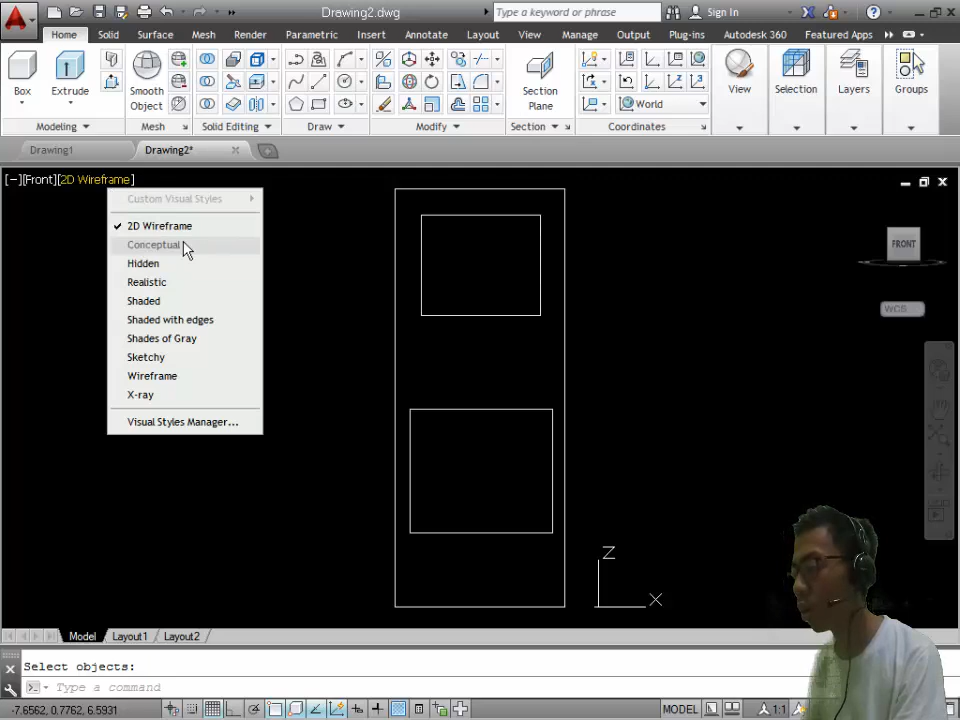 Drawing2.dwg
Type a keyword or phrase
Sign In
Home Solid Surface Mesh Render Parametric Insert Annotate Layout View Manage Output Plug-ins Autodesk 360 Featured Apps
Box
Extrude
Smooth
Object
Section
Plane
World
View
Selection
Layers
Groups
Modeling Mesh Solid Editing Draw Modify Section Coordinates
Drawing1 Drawing2*
[−][Front][2D Wireframe]
Custom Visual Styles
2D Wireframe
Conceptual
Hidden
Realistic
Shaded
Shaded with edges
Shades of Gray
Sketchy
Wireframe
X-ray
Visual Styles Manager...
FRONT
WCS
Z
X
Model Layout1 Layout2
Select objects:
Type a command
-7.6562, 0.7762, 6.5931
MODEL
1:1